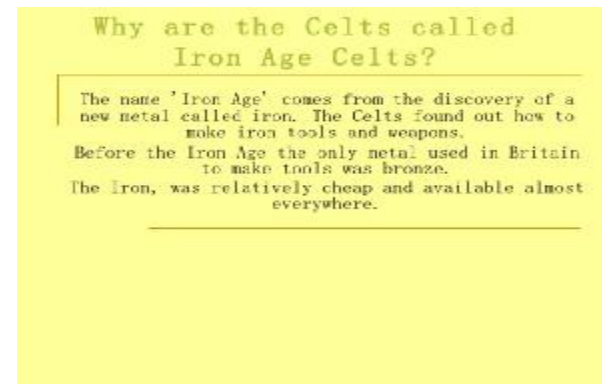 Why are the Celts called
Iron Age Celts?
The name 'Iron Age' comes from the discovery of a
new metal called iron. The Celts found out how to
make iron tools and weapons.
Before the Iron Age the only metal used in Britain
to make tools was bronze.
The Iron, was relatively cheap and available almost
everywhere.